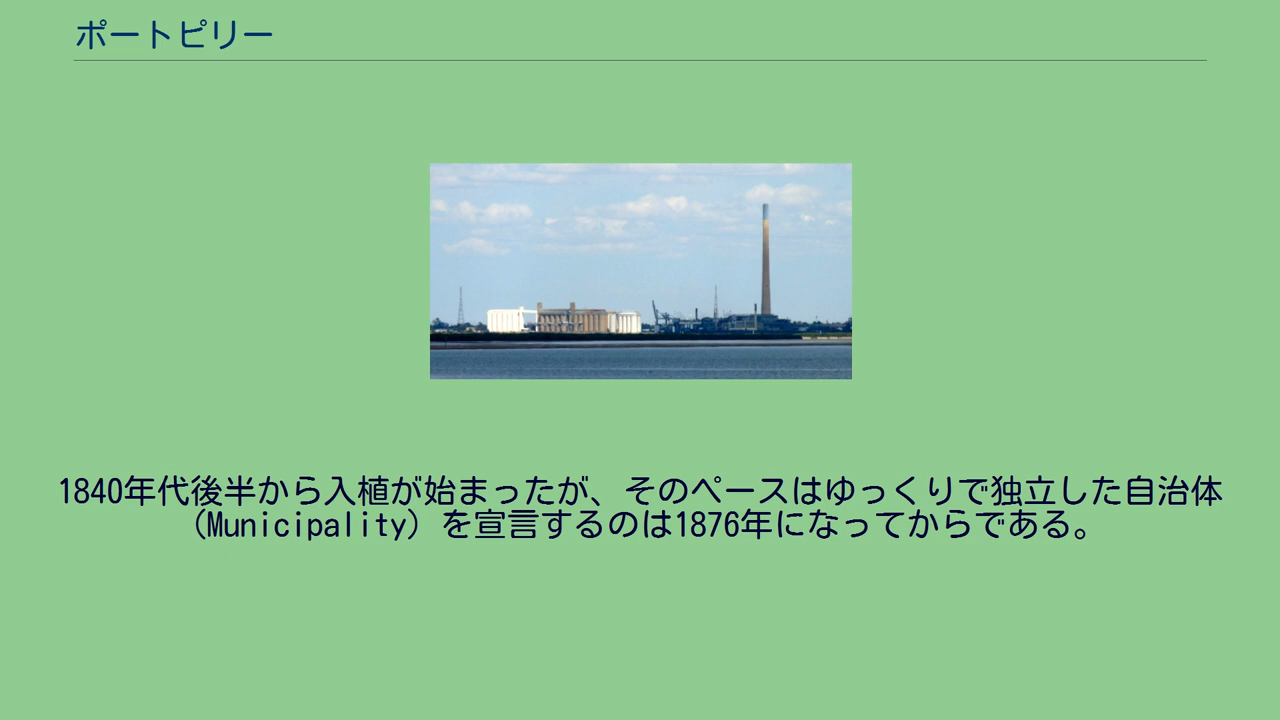 ポートピリー
1840年代後半から入植が始まったが、そのペースはゆっくりで独立した自治体
（Municipality）を宣言するのは1876年になってからである。